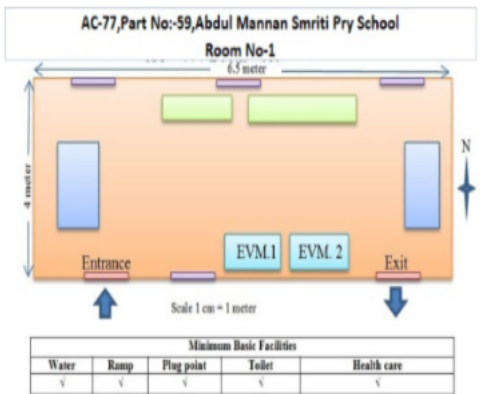 AC-77,Part No:-59,Abdul Mannan Smriti Pry School
Room No-1
6.5 meter
4 meter
N
EVM.1 EVM. 2
Entrance Exit
Scale 1 cm = 1 meter
Minimum Basic Facilities
Water Ramp Plug point Toilet Health care
√ √ √ √ √